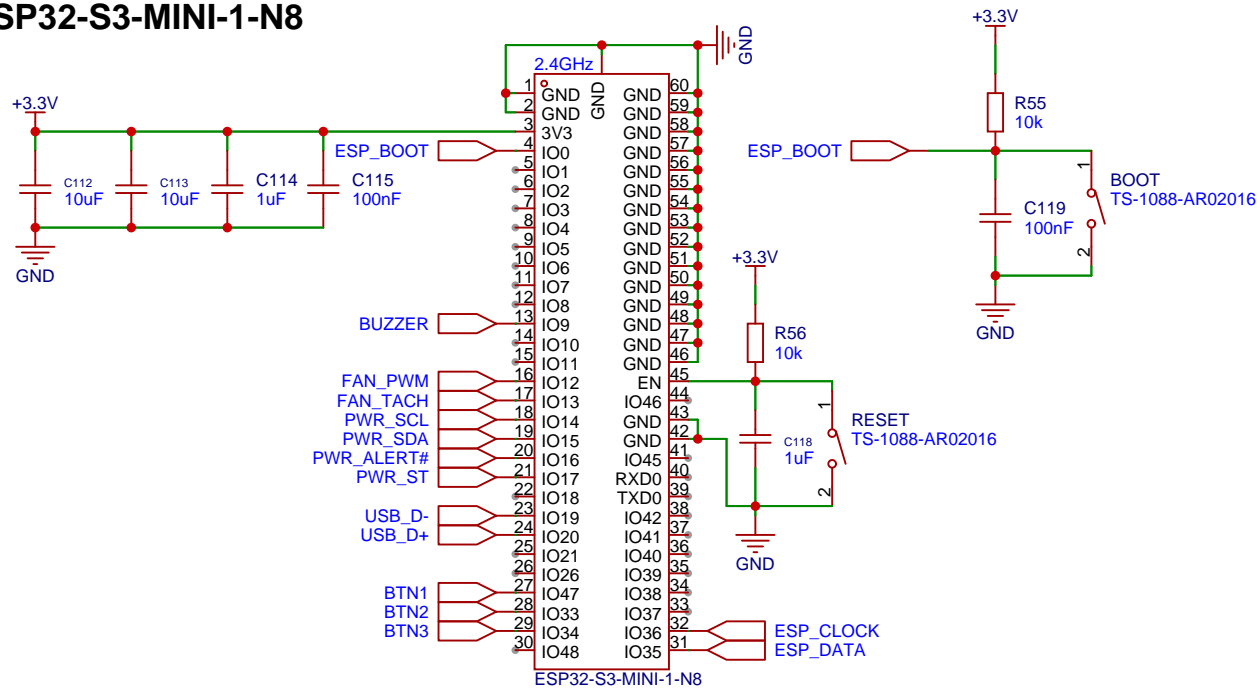 SP32-S3-MINI-1-N8
+3.3V
C112
10uF
C113
10uF
C114
1uF
C115
100nF
GND
2.4GHz
GND
GND
ESP_BOOT
BUZZER
FAN_PWM
FAN_TACH
PWR_SCL
PWR_SDA
PWR_ALERT#
PWR_ST
USB_D-
USB_D+
BTN1
BTN2
BTN3
1 GND GND 60
2 GND GND 59
3 3V3 GND 58
4 IO0 GND 57
5 IO1 GND 56
6 IO2 GND 55
7 IO3 GND 54
8 IO4 GND 53
9 IO5 GND 52
10 IO6 GND 51
11 IO7 GND 50
12 IO8 GND 49
13 IO9 GND 48
14 IO10 GND 47
15 IO11 GND 46
16 IO12 EN 45
17 IO13 IO46 44
18 IO14 GND 43
19 IO15 GND 42
20 IO16 IO45 41
21 IO17 RXD0 40
22 IO18 TXD0 39
23 IO19 IO42 38
24 IO20 IO41 37
25 IO21 IO40 36
26 IO26 IO39 35
27 IO47 IO38 34
28 IO33 IO37 33
29 IO34 IO36 32
30 IO48 IO35 31
ESP_CLOCK
ESP_DATA
ESP32-S3-MINI-1-N8
+3.3V
R56
10k
C118
1uF
1
2
RESET
TS-1088-AR02016
GND
+3.3V
R55
10k
ESP_BOOT
C119
100nF
1
2
BOOT
TS-1088-AR02016
GND